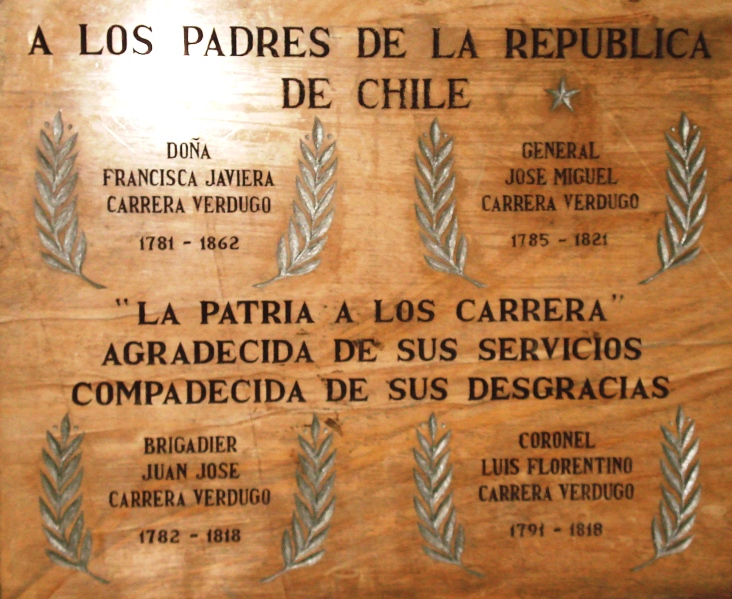 A LOS PADRES DE LA REPUBLICA
DE CHILE
DOÑA
FRANCISCA JAVIERA
CARRERA VERDUGO
1781 - 1862
GENERAL
JOSE MIGUEL
CARRERA VERDUGO
1785 - 1821
"LA PATRIA A LOS CARRERA"
AGRADECIDA DE SUS SERVICIOS
COMPADECIDA DE SUS DESGRACIAS
BRIGADIER
JUAN JOSE
CARRERA VERDUGO
1782 - 1818
CORONEL
LUIS FLORENTINO
CARRERA VERDUGO
1791 - 1818